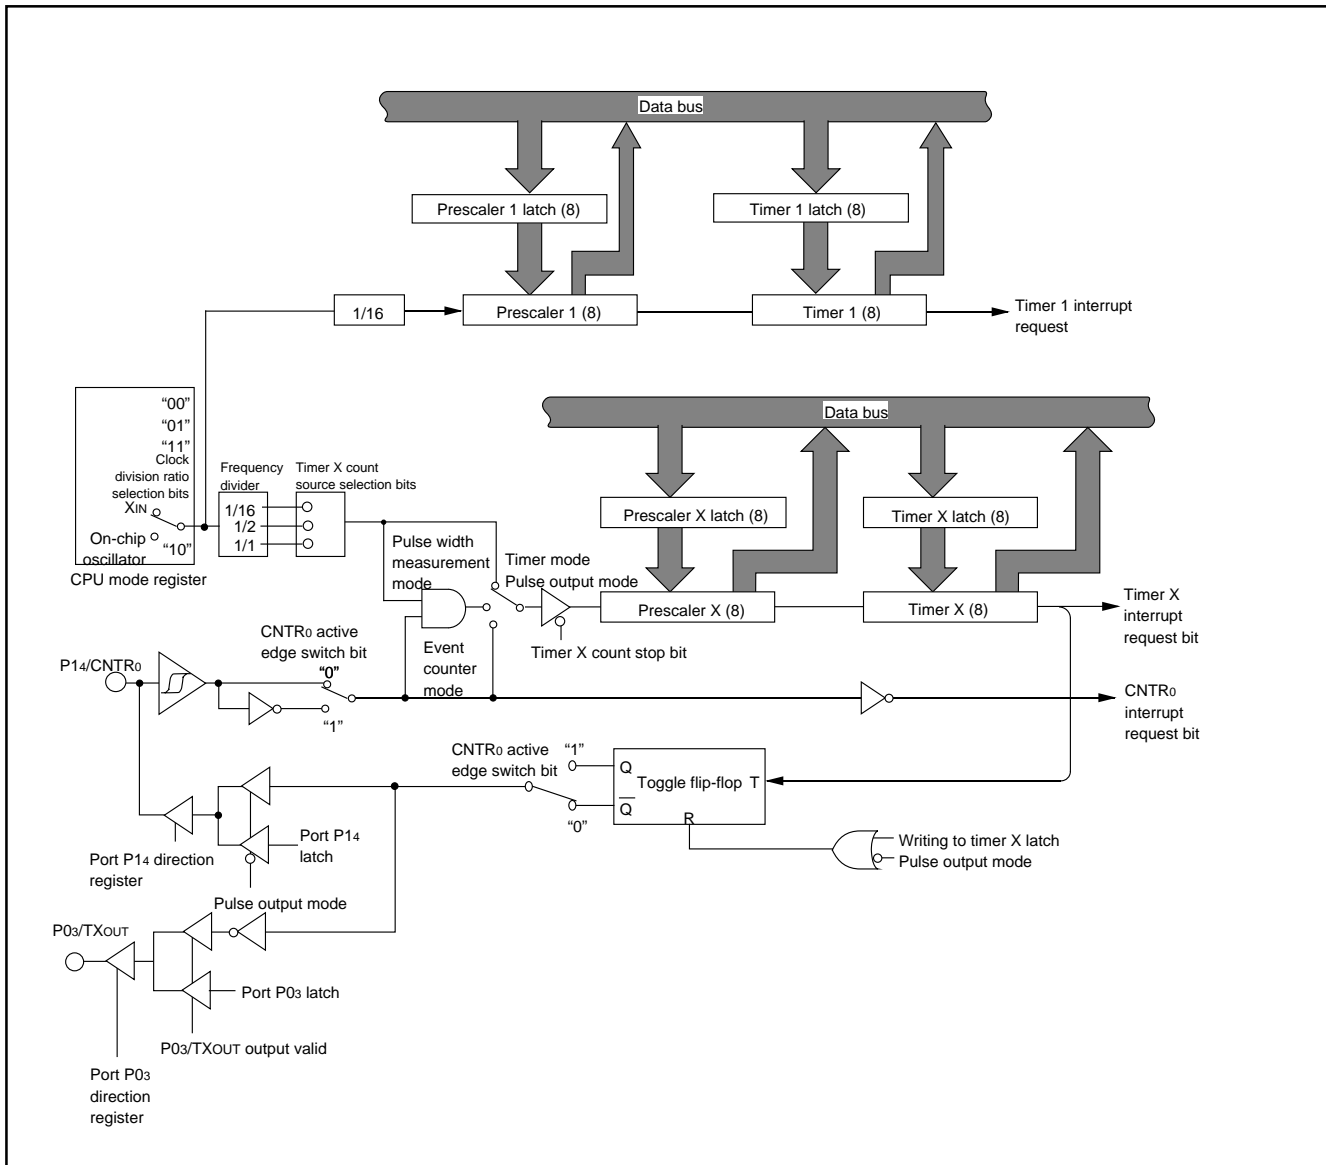 Data bus
Prescaler 1 latch (8)
Timer 1 latch (8)
1/16
Prescaler 1 (8)
Timer 1 (8)
Timer 1 interrupt
request
“00”
“01”
“11”
Clock
division ratio
selection bits
XIN
On-chip
oscillator
“10”
CPU mode register
Frequency
divider
1/16
1/2
1/1
Timer X count
source selection bits
Data bus
Prescaler X latch (8)
Timer X latch (8)
Pulse width
measurement
mode
Timer mode
Pulse output mode
Prescaler X (8)
Timer X (8)
Timer X
interrupt
request bit
Timer X count stop bit
Event
counter
mode
CNTR0 active
edge switch bit
“0”
“1”
P14/CNTR0
CNTR0
interrupt
request bit
CNTR0 active
edge switch bit
“1”
“0”
Q
Toggle flip-flop T
Q
R
Writing to timer X latch
Pulse output mode
Port P14
latch
Port P14 direction
register
Pulse output mode
P03/TXOUT
Port P03 latch
P03/TXOUT output valid
Port P03
direction
register